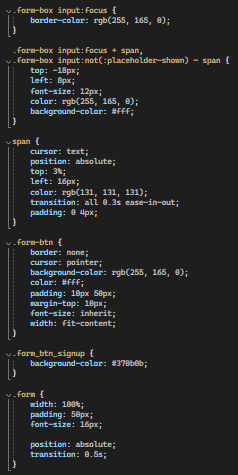 .form-box input:focus {
border-color: rgb(255, 165, 0);
}
.form-box input:focus + span,
.form-box input:not(:placeholder-shown) ~ span {
top: -18px;
left: 8px;
font-size: 12px;
color: rgb(255, 165, 0);
background-color: #fff;
}
span {
cursor: text;
position: absolute;
top: 3%;
left: 16px;
color: rgb(131, 131, 131);
transition: all 0.3s ease-in-out;
padding: 0 4px;
}
.form-btn {
border: none;
cursor: pointer;
background-color: rgb(255, 165, 0);
color: #fff;
padding: 10px 50px;
margin-top: 10px;
font-size: inherit;
width: fit-content;
}
.form_btn_signup {
background-color: #370b0b;
}
.form {
width: 100%;
padding: 50px;
font-size: 16px;
position: absolute;
transition: 0.5s;
}